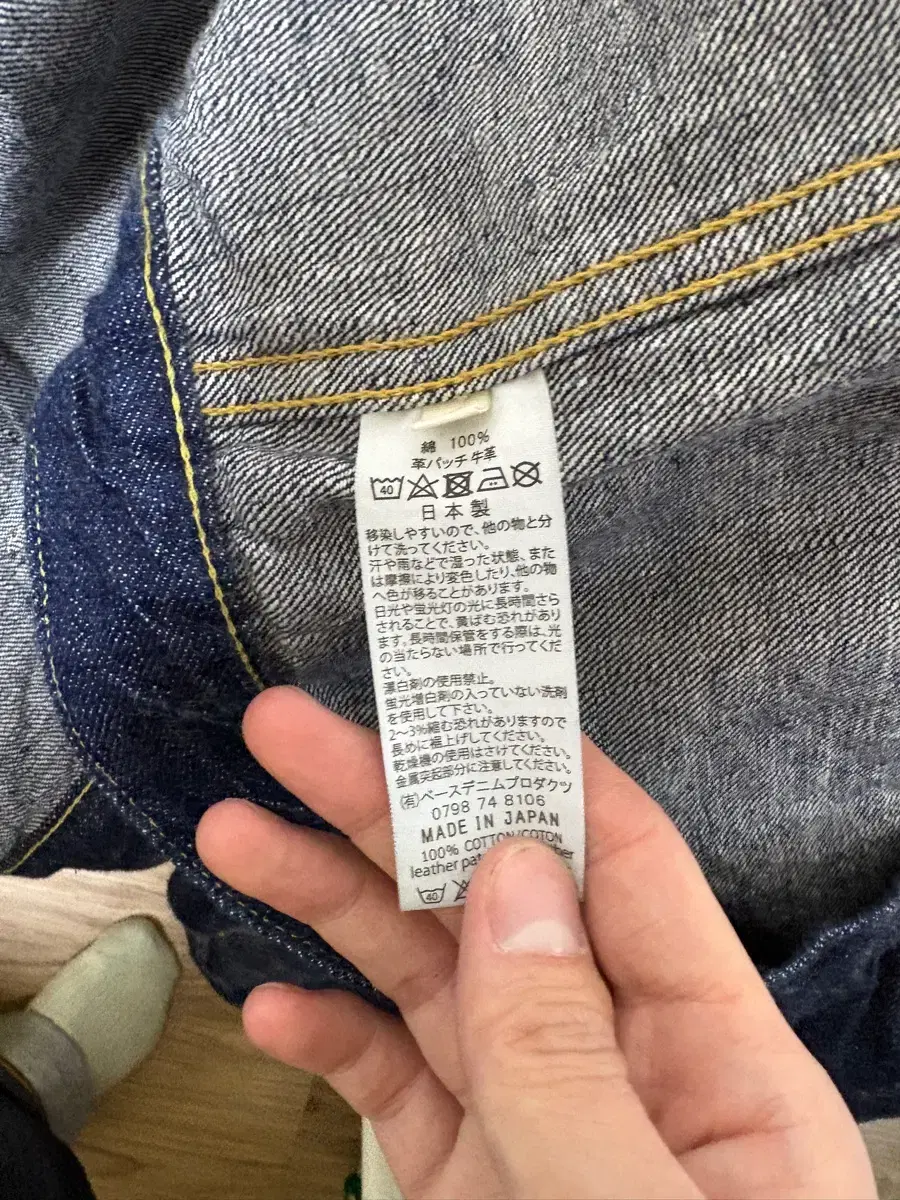 綿 100%
革パッチ 牛革
40
日本製
移染しやすいので、他の物と分
けて洗ってください。
汗や雨などで湿った状態、また
は摩擦により変色したり、他の物
へ色が移ることがあります。
日光や蛍光灯の光に長時間さら
されることで、黄ばむ恐れがあり
ます。長時間保管をする際は、光
の当たらない場所で行ってくだ
さい。
漂白剤の使用禁止。
蛍光増白剤の入っていない洗剤
を使用して下さい。
2～3%縮む恐れがありますので
長めに裾上げしてください。
乾燥機の使用はさけてください。
金属突起部分に注意してください。
(有)ベースデニムプロダクツ
0798 74 8106
MADE IN JAPAN
100% COTTON/COTON
leather
40